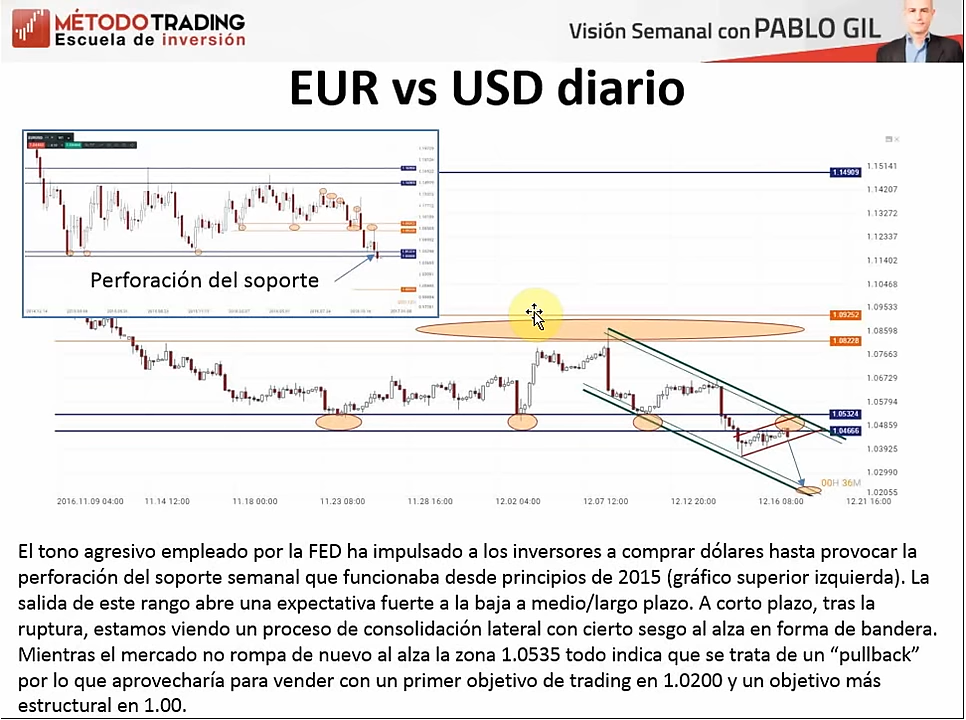 MÉTODOTRADING
Escuela de inversión
Visión Semanal con PABLO GIL
EUR vs USD diario
Perforación del soporte
1.14909
1.15141
1.14207
1.13272
1.12337
1.11402
1.10468
1.09533
1.09252
1.08598
1.08228
1.07663
1.06729
1.05794
1.05324
1.04859
1.04666
1.03925
1.02990
1.02055
00H 36M
2016.11.09 04:00 11.14 12:00 11.18 00:00 11.23 08:00 11.28 16:00 12.02 04:00 12.07 12:00 12.12 20:00 12.16 08:00 12.21 16:00
El tono agresivo empleado por la FED ha impulsado a los inversores a comprar dólares hasta provocar la
perforación del soporte semanal que funcionaba desde principios de 2015 (gráfico superior izquierda). La
salida de este rango abre una expectativa fuerte a la baja a medio/largo plazo. A corto plazo, tras la
ruptura, estamos viendo un proceso de consolidación lateral con cierto sesgo al alza en forma de bandera.
Mientras el mercado no rompa de nuevo al alza la zona 1.0535 todo indica que se trata de un “pullback”
por lo que aprovecharía para vender con un primer objetivo de trading en 1.0200 y un objetivo más
estructural en 1.00.